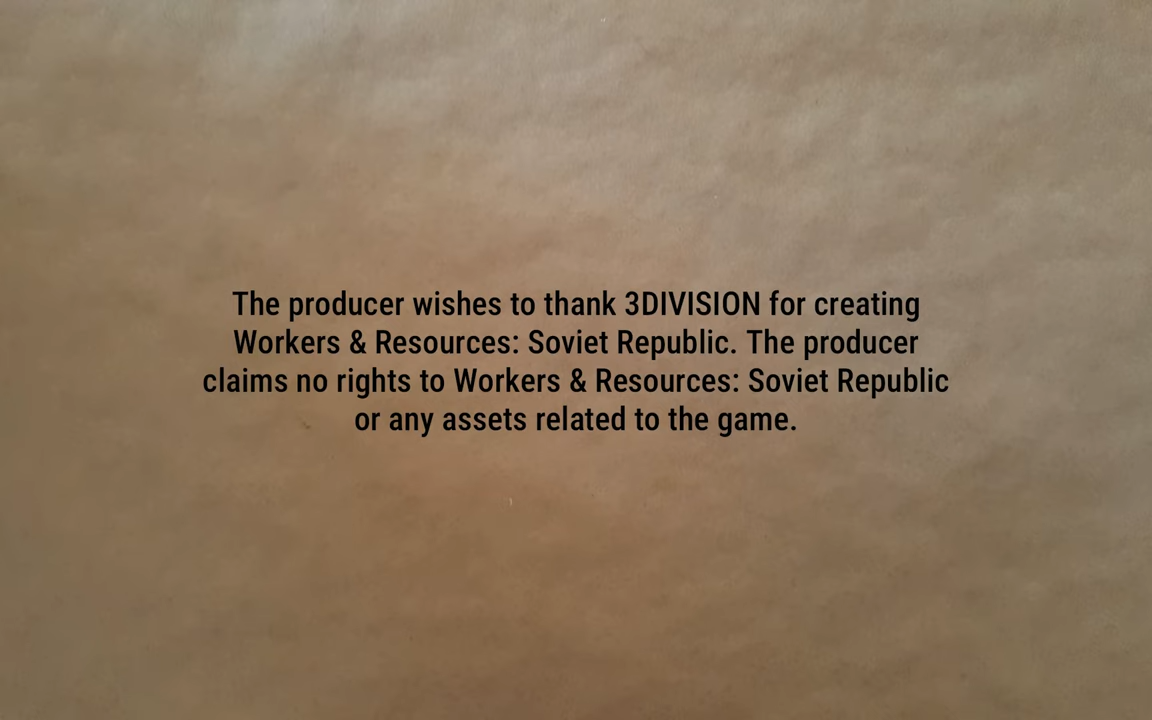 The producer wishes to thank 3DIVISION for creating
Workers & Resources: Soviet Republic. The producer
claims no rights to Workers & Resources: Soviet Republic
or any assets related to the game.